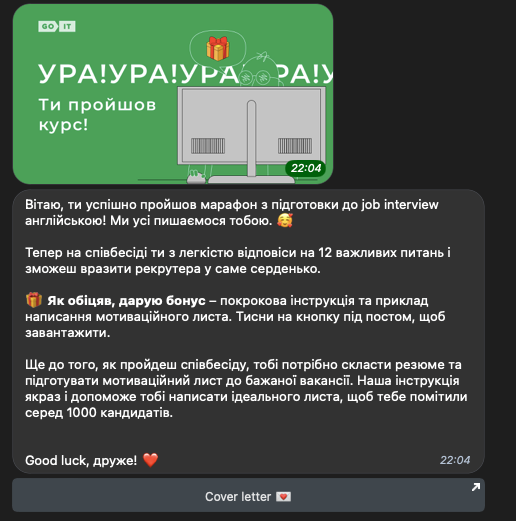 GO IT
УРА!УРА!УРА РА!У
Ти пройшов
курс!
22:04
Вітаю, ти успішно пройшов марафон з підготовки до job interview
англійською! Ми усі пишаємося тобою. 🥰
Тепер на співбесіді ти з легкістю відповіси на 12 важливих питань і
зможеш вразити рекрутера у саме серденько.
🎁 Як обіцяв, дарую бонус – покрокова інструкція та приклад
написання мотиваційного листа. Тисни на кнопку під постом, щоб
завантажити.
Ще до того, як пройдеш співбесіду, тобі потрібно скласти резюме та
підготувати мотиваційний лист до бажаної вакансії. Наша інструкція
якраз і допоможе тобі написати ідеального листа, щоб тебе помітили
серед 1000 кандидатів.
Good luck, друже! ❤️
22:04
Cover letter 💌